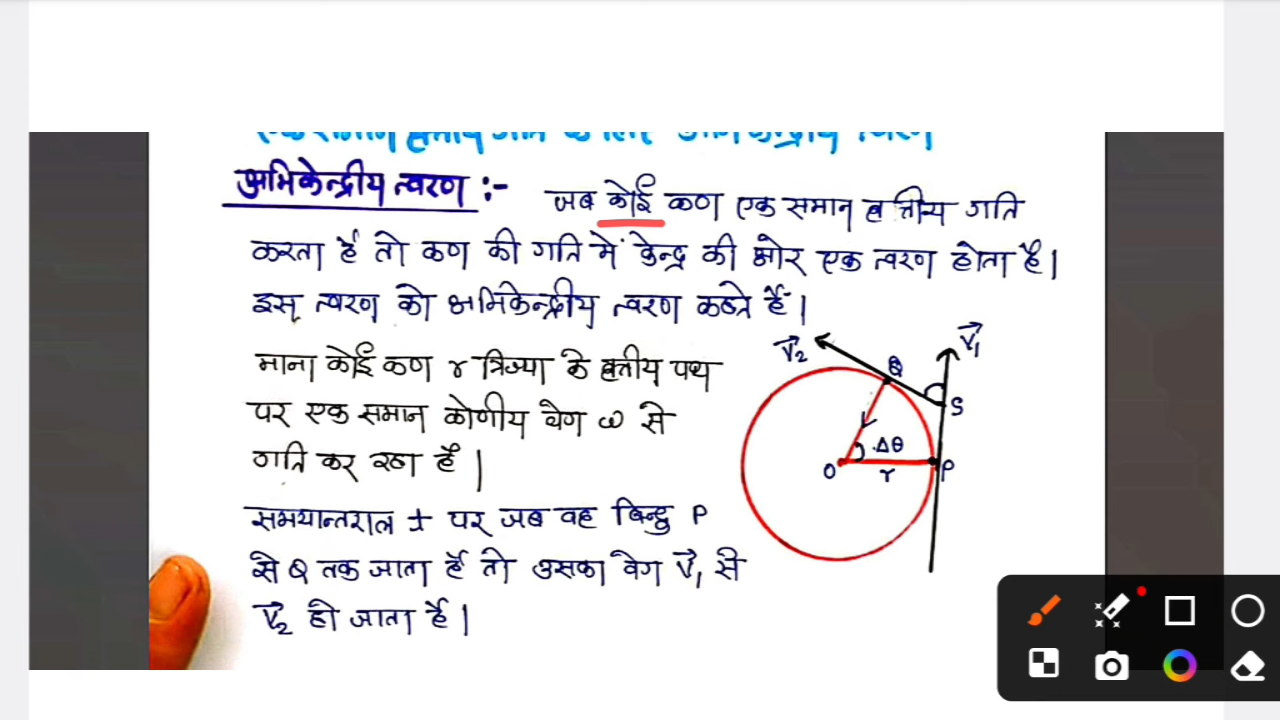 अभिकेन्द्रीय त्वरण :- जब कोई कण एक समान वृत्तीय गति
करता है तो कण की गति में केन्द्र की ओर एक त्वरण होता है।
इस त्वरण को अभिकेन्द्रीय त्वरण कहते हैं।
माना कोई कण r त्रिज्या के वृत्तीय पथ
पर एक समान कोणीय वेग ω से
गति कर रहा है।
समयान्तराल t पर जब वह बिन्दु P
से Q तक जाता है तो उसका वेग V⃗₁ से
V⃗₂ हो जाता है।
V⃗₂
V⃗₁
Q
S
Δθ
O
r
P